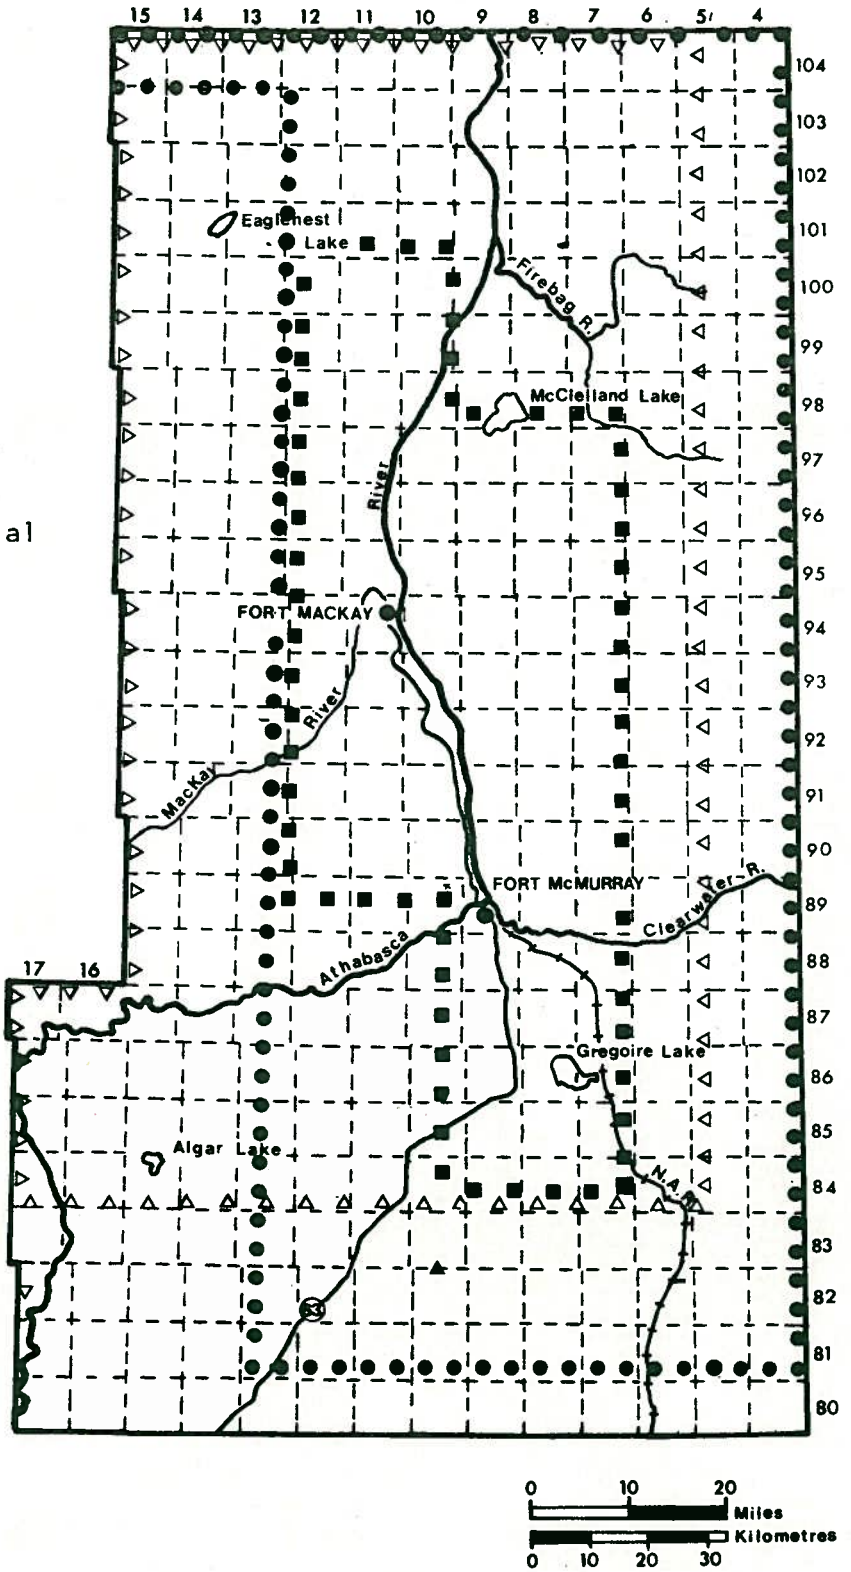 15 14 13 12 11 10 9 8 7 6 5 4
104
103
102
Eaglenest
Lake
101
Firebag R.
100
99
McClelland Lake
98
97
River
96
a1
95
FORT MACKAY
94
93
River
92
MacKay
91
90
FORT McMURRAY
89
Clearwater R.
Athabasca
88
17 16
87
Gregoire Lake
86
85
Algar Lake
N.A.R.
84
83
63
82
81
80
0 10 20
Miles
Kilometres
0 10 20 30